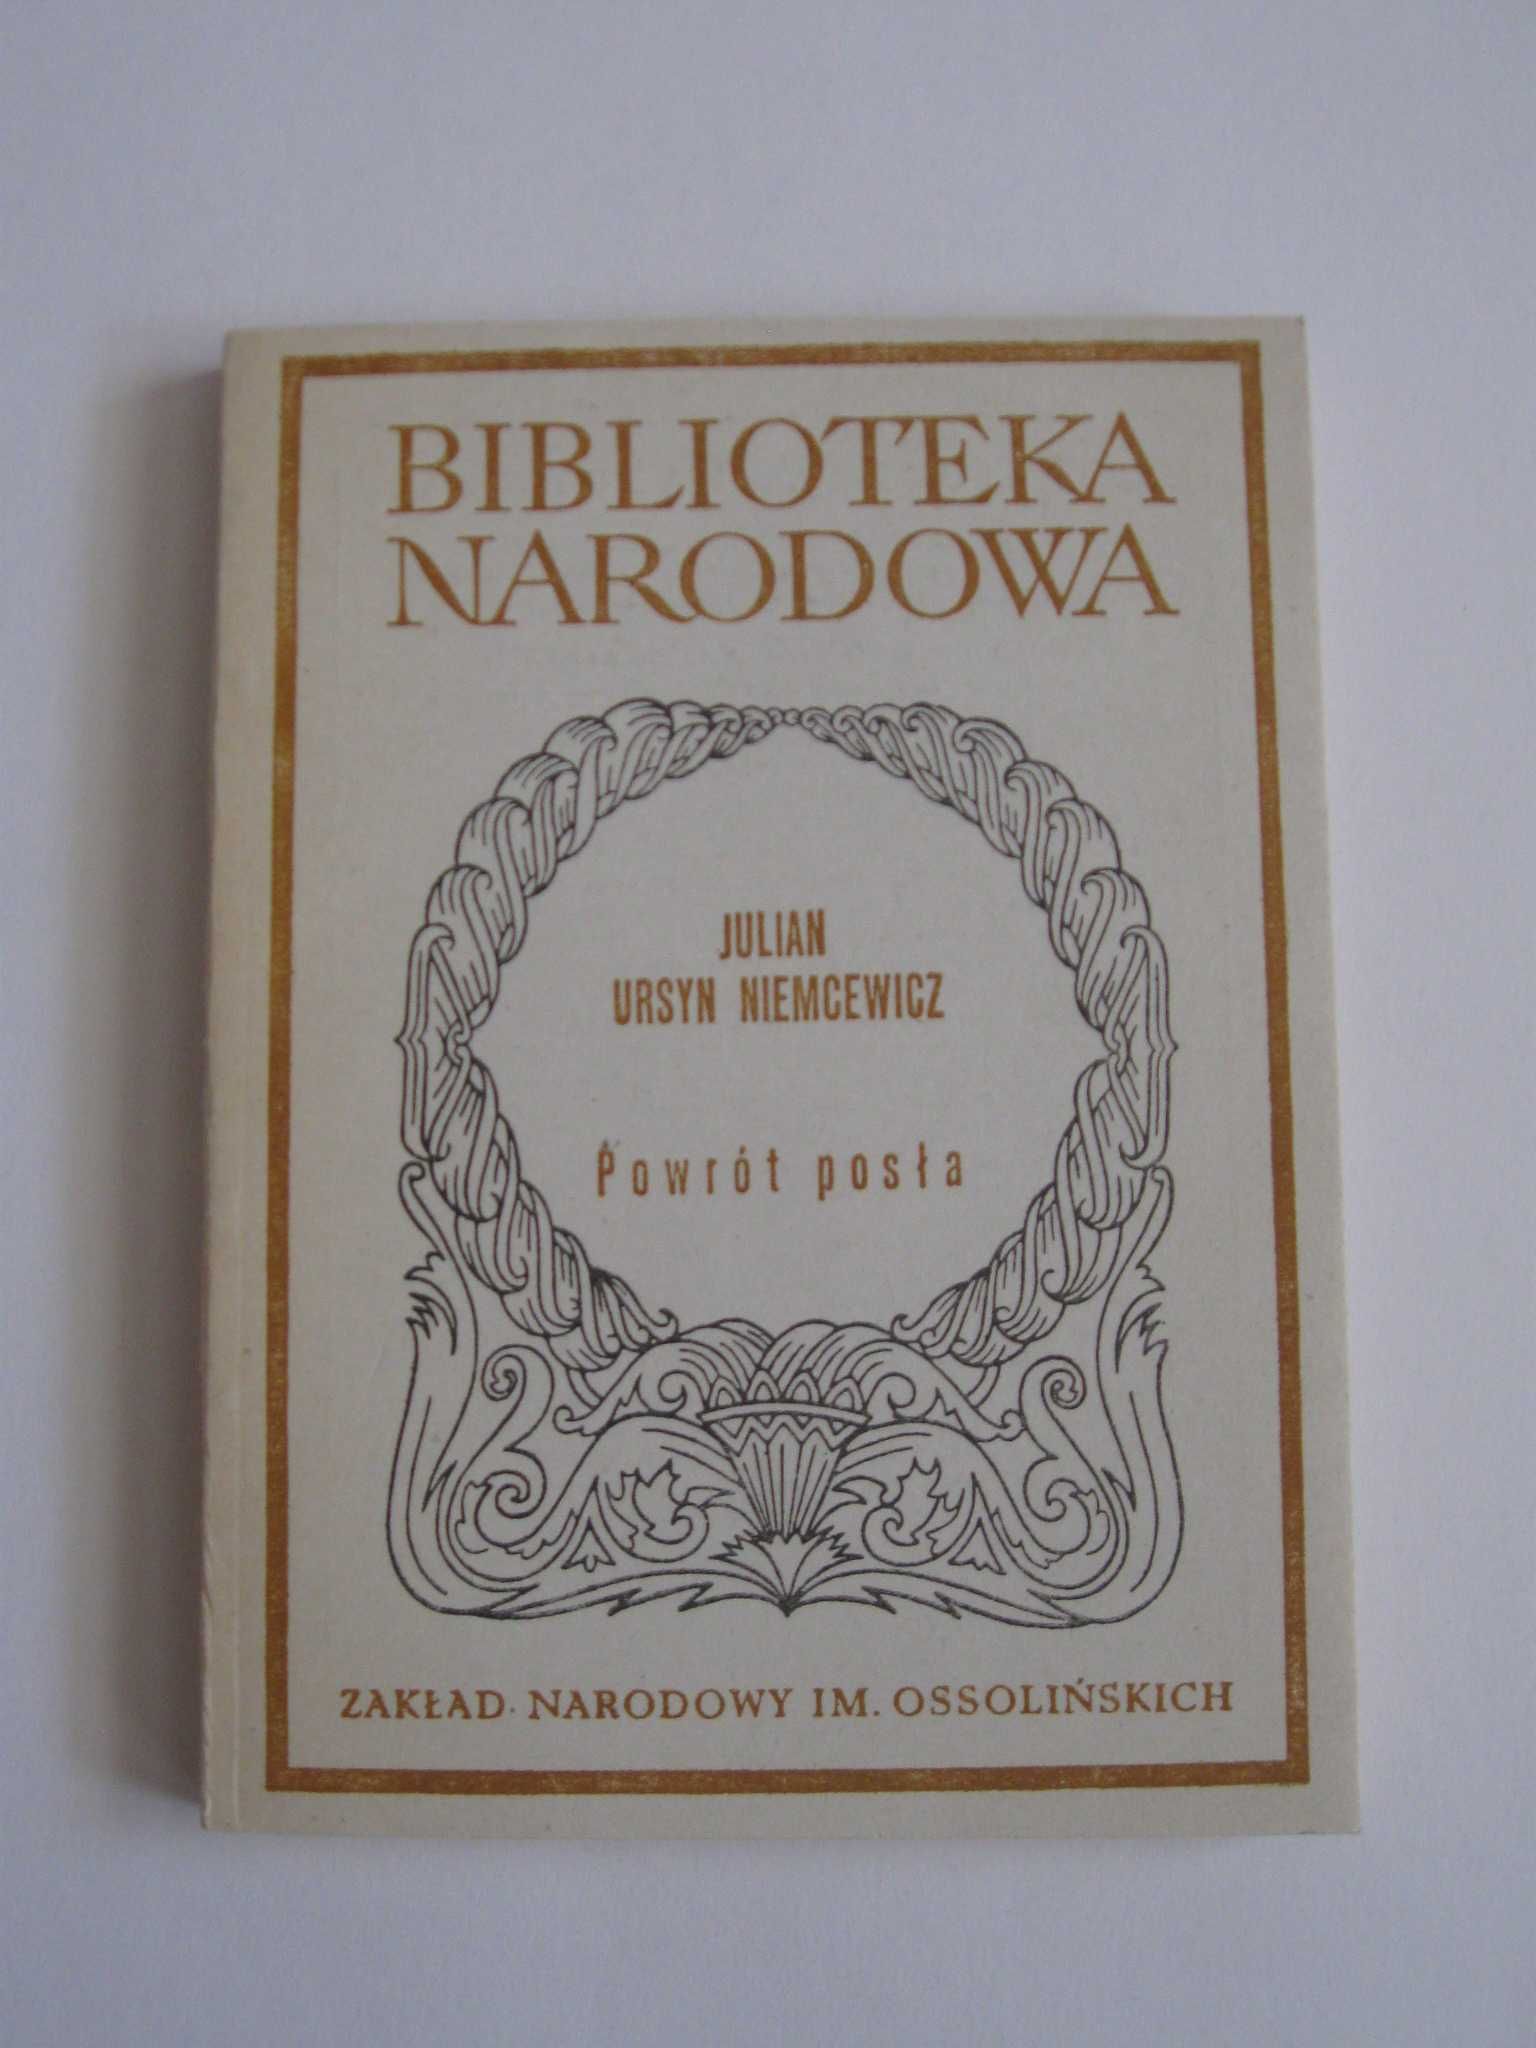 BIBLIOTEKA
NARODOWA
JULIAN
URSYN NIEMCEWICZ
Powrót posła
ZAKŁAD NARODOWY IM. OSSOLIŃSKICH